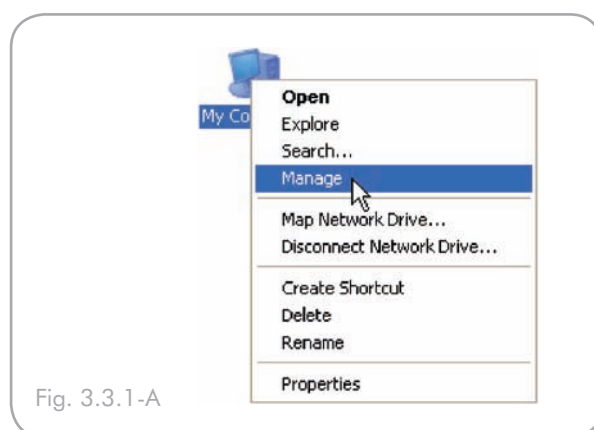 My Co
Open
Explore
Search...
Manage
Map Network Drive...
Disconnect Network Drive...
Create Shortcut
Delete
Rename
Properties
Fig. 3.3.1-A